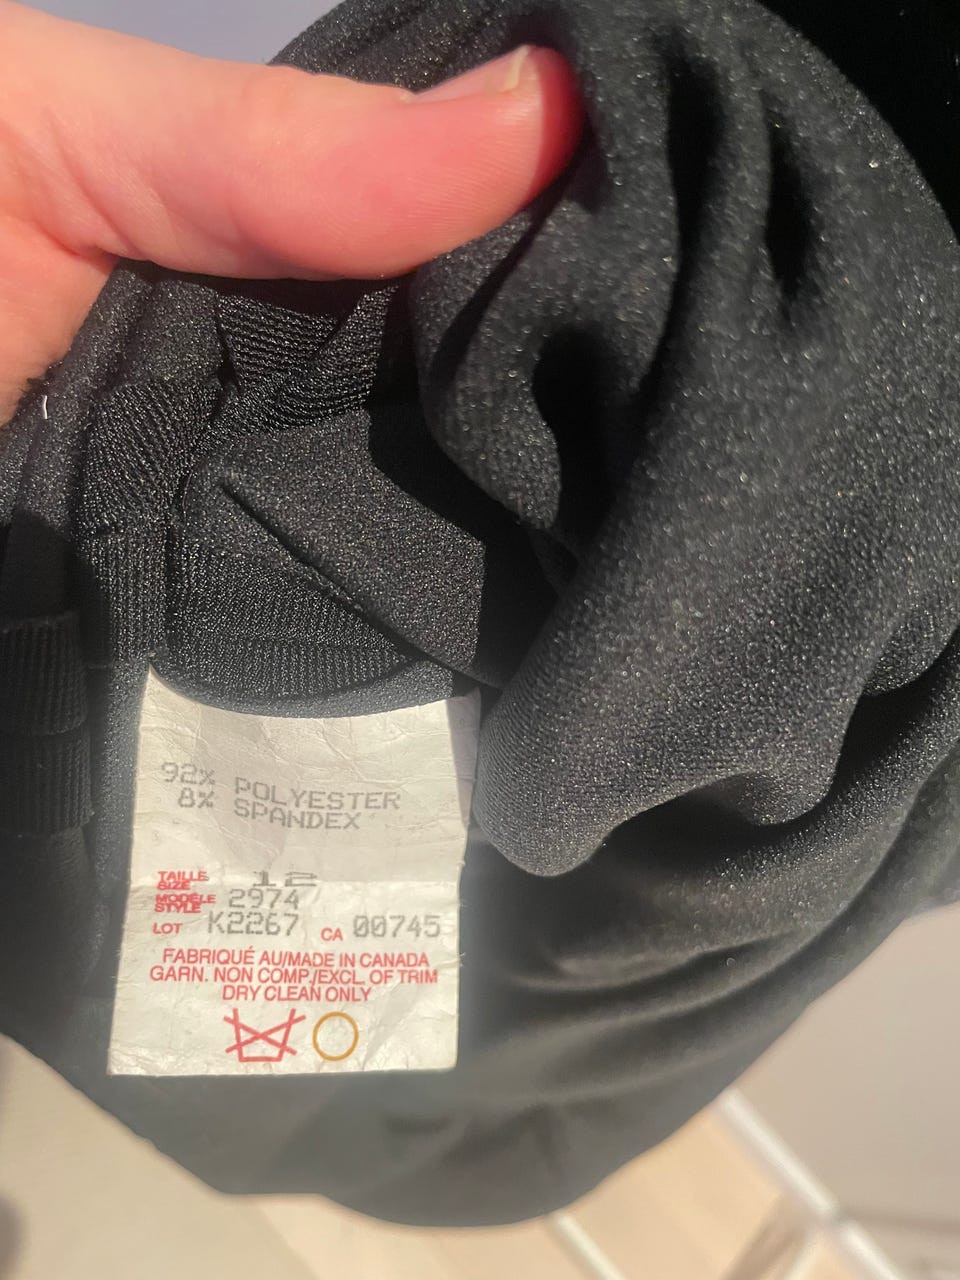 92% POLYESTER
8% SPANDEX
TAILLE
SIZE 12
MODÈLE
STYLE 2974
LOT K2267 CA 00745
FABRIQUÉ AU/MADE IN CANADA
GARN. NON COMP./EXCL. OF TRIM
DRY CLEAN ONLY